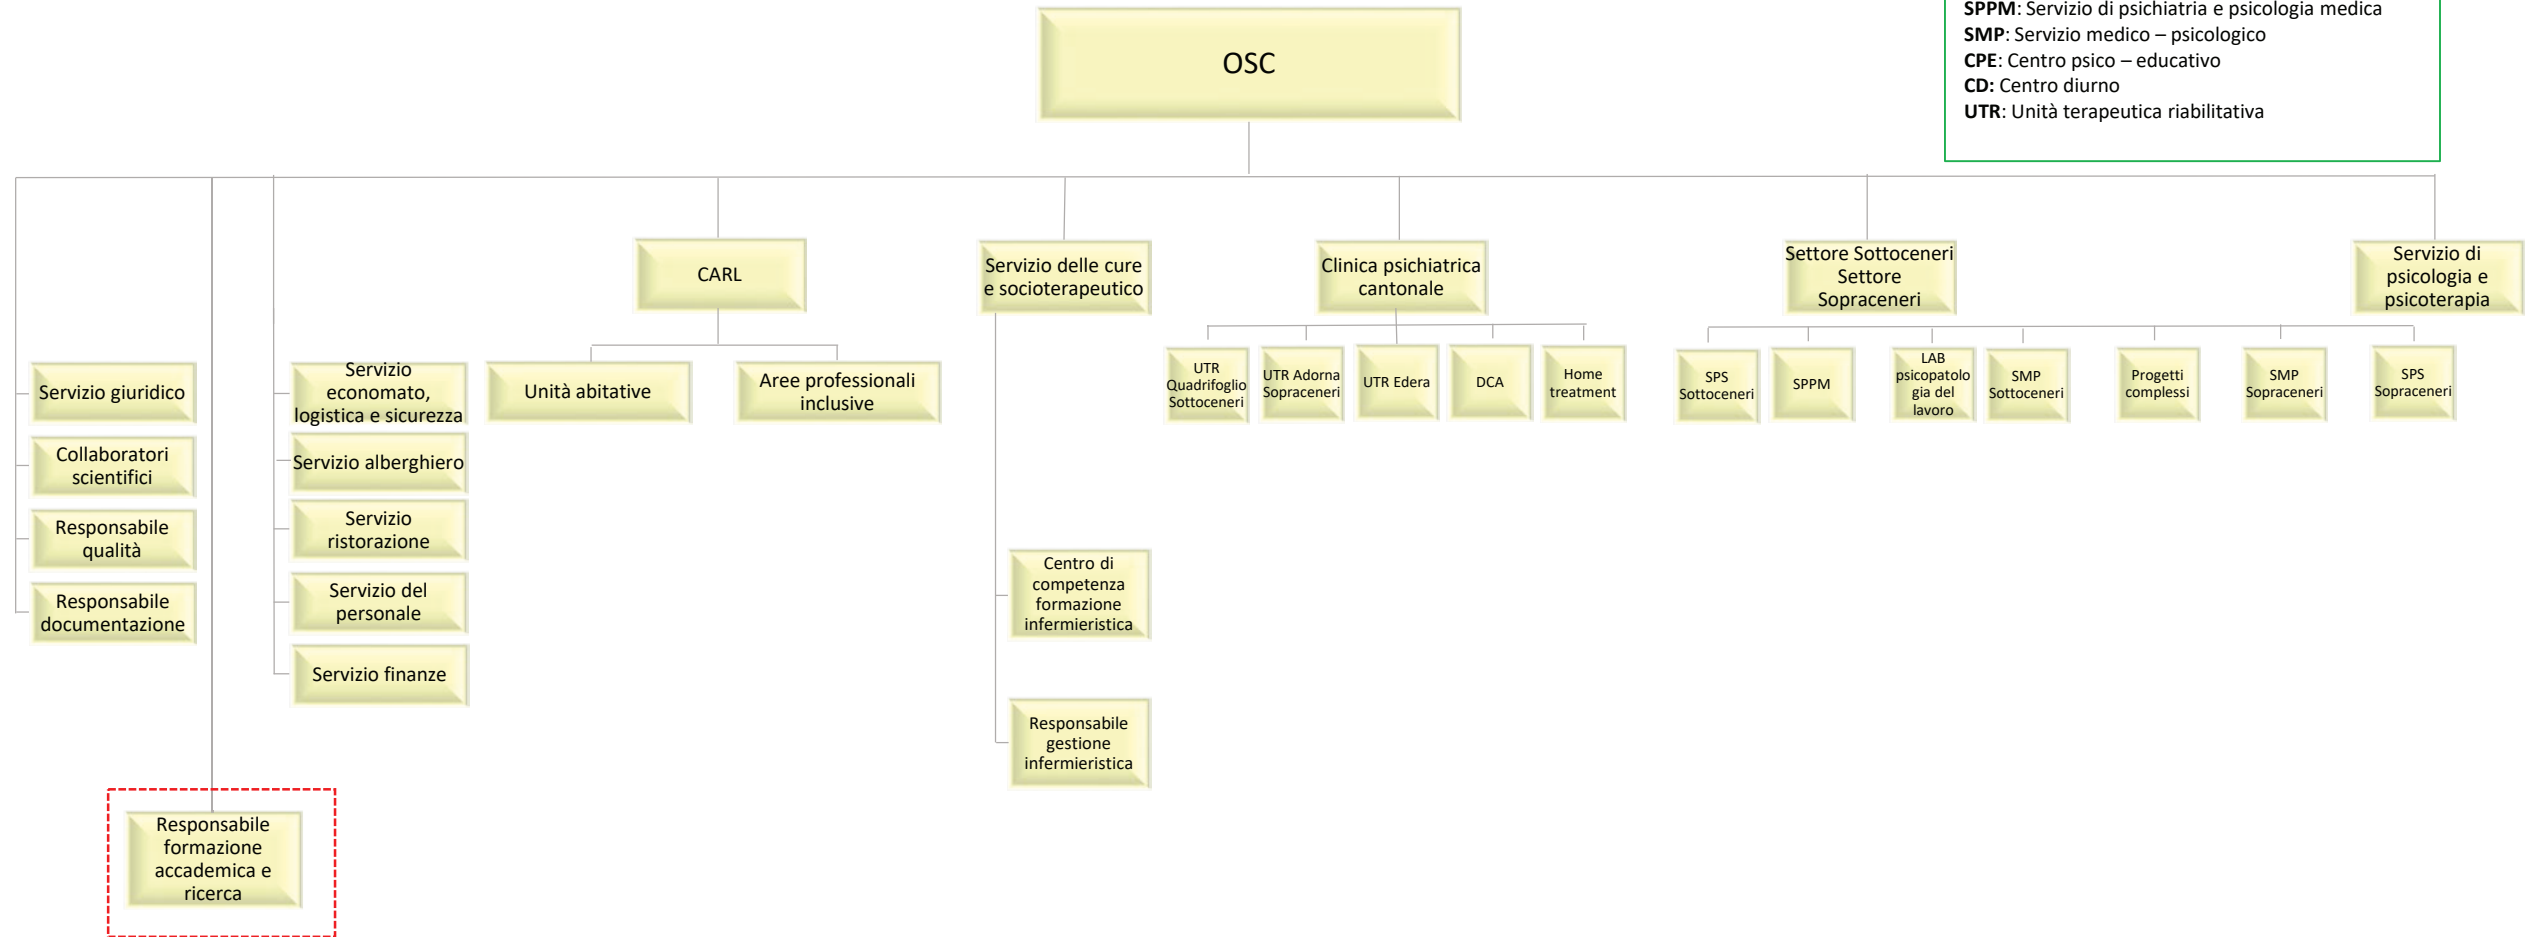 SPPM: Servizio di psichiatria e psicologia medica
SMP: Servizio medico – psicologico
CPE: Centro psico – educativo
CD: Centro diurno
UTR: Unità terapeutica riabilitativa
OSC
CARL
Servizio delle cure
e socioterapeutico
Clinica psichiatrica
cantonale
Settore Sottoceneri
Settore
Sopraceneri
Servizio di
psicologia e
psicoterapia
Servizio giuridico
Collaboratori
scientifici
Responsabile
qualità
Responsabile
documentazione
Servizio
economato,
logistica e sicurezza
Servizio alberghiero
Servizio
ristorazione
Servizio del
personale
Servizio finanze
Unità abitative
Aree professionali
inclusive
Centro di
competenza
formazione
infermieristica
Responsabile
gestione
infermieristica
UTR
Quadrifoglio
Sottoceneri
UTR Adorna
Sopraceneri
UTR Edera
DCA
Home
treatment
SPS
Sottoceneri
SPPM
LAB
psicopatolo
gia del
lavoro
SMP
Sottoceneri
Progetti
complessi
SMP
Sopraceneri
SPS
Sopraceneri
Responsabile
formazione
accademica e
ricerca